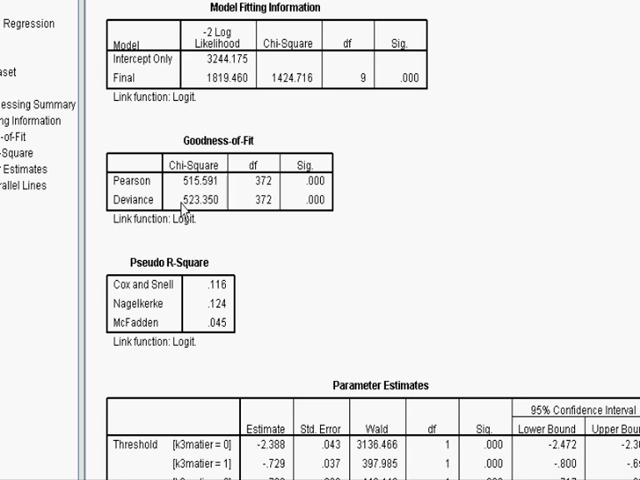 Regression
Model Fitting Information
Model -2 Log Likelihood Chi-Square df Sig.
Intercept Only 3244.175
Final 1819.460 1424.716 9 .000
Link function: Logit.
Goodness-of-Fit
Chi-Square df Sig.
Pearson 515.591 372 .000
Deviance 523.350 372 .000
Link function: Logit.
Pseudo R-Square
Cox and Snell .116
Nagelkerke .124
McFadden .045
Link function: Logit.
Parameter Estimates
95% Confidence Interval
Estimate Std. Error Wald df Sig. Lower Bound Upper Bou
Threshold [k3matier = 0] -2.388 .043 3136.466 1 .000 -2.472 -2.3
[k3matier = 1] -.729 .037 397.985 1 .000 -.800 -.6
aset
essing Summary
ng Information
-of-Fit
-Square
r Estimates
rallel Lines